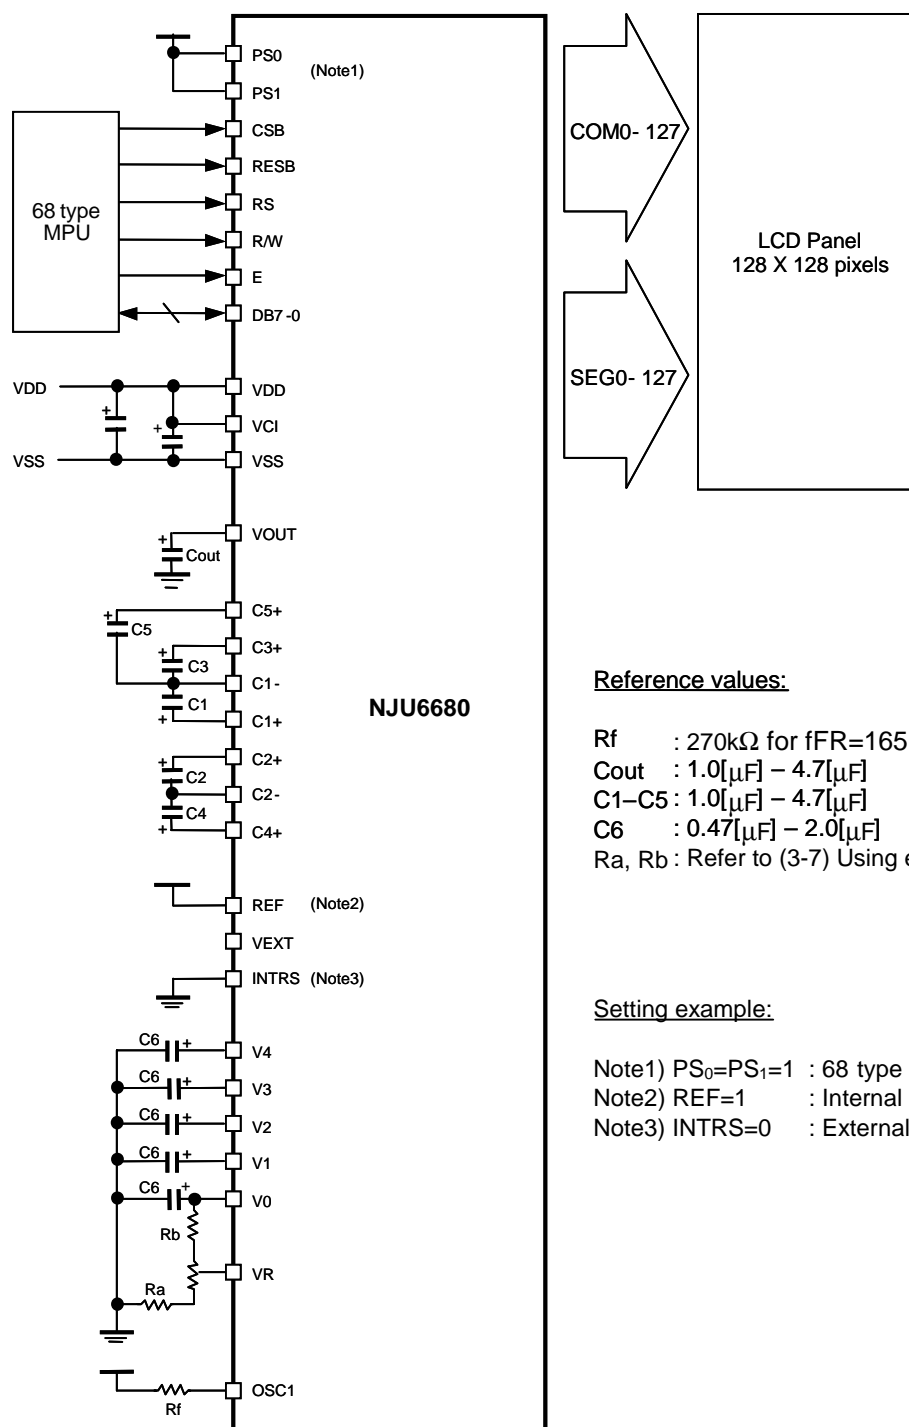 PS0
(Note1)
PS1
CSB
RESB
RS
R/W
E
DB7-0
68 type
MPU
COM0- 127
LCD Panel
128 X 128 pixels
SEG0- 127
VDD
VDD
+
+
VCI
VSS
VSS
VOUT
+
Cout
C5+
+
C5
C3+
+
C3
C1-
C1
+
C1+
NJU6680
C2+
+
C2
C2-
C4
+
C4+
REF (Note2)
VEXT
INTRS (Note3)
C6 + V4
C6 + V3
C6 + V2
C6 + V1
C6 + V0
Rb
VR
Ra
OSC1
Rf
Reference values:
Rf : 270kΩ for fFR=165
Cout : 1.0[µF] – 4.7[µF]
C1–C5 : 1.0[µF] – 4.7[µF]
C6 : 0.47[µF] – 2.0[µF]
Ra, Rb : Refer to (3-7) Using e
Setting example:
Note1) PS₀=PS₁=1 : 68 type
Note2) REF=1 : Internal
Note3) INTRS=0 : External